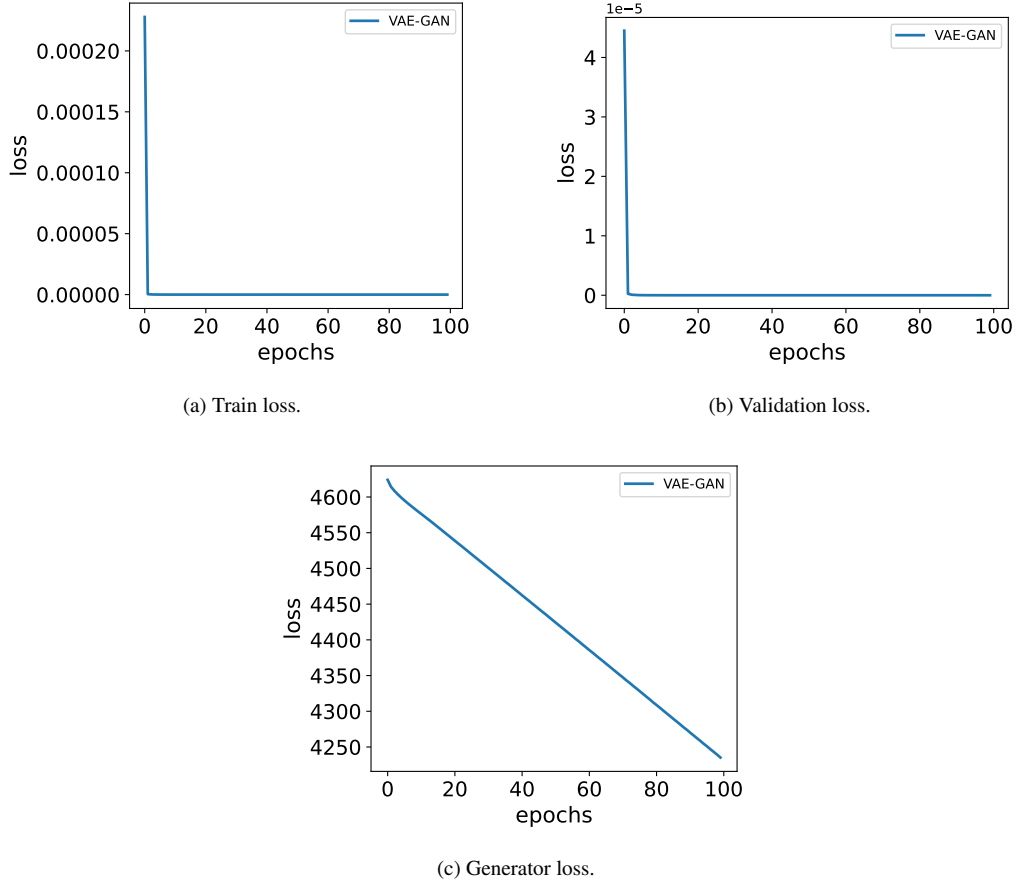 VAE-GAN
0.00020
0.00015
0.00010
0.00005
0.00000
loss
0 20 40 60 80 100
epochs
(a) Train loss.
1e−5
VAE-GAN
4
3
2
1
0
loss
0 20 40 60 80 100
epochs
(b) Validation loss.
VAE-GAN
4600
4550
4500
4450
4400
4350
4300
4250
loss
0 20 40 60 80 100
epochs
(c) Generator loss.